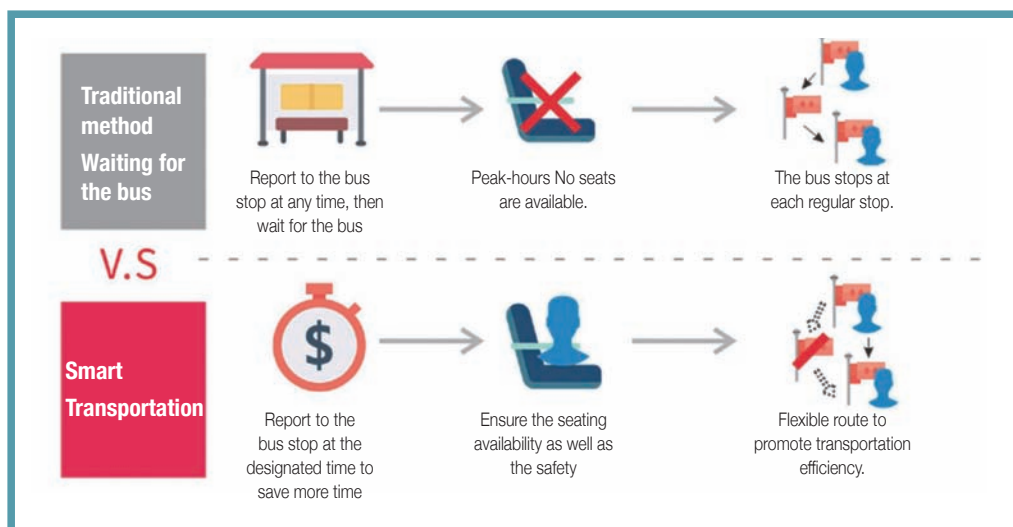 Traditional
method
Waiting for
the bus
Report to the bus
stop at any time, then
wait for the bus
Peak-hours No seats
are available.
The bus stops at
each regular stop.
V.S
Smart
Transportation
$
Report to the
bus stop at the
designated time to
save more time
Ensure the seating
availability as well as
the safety
Flexible route to
promote transportation
efficiency.